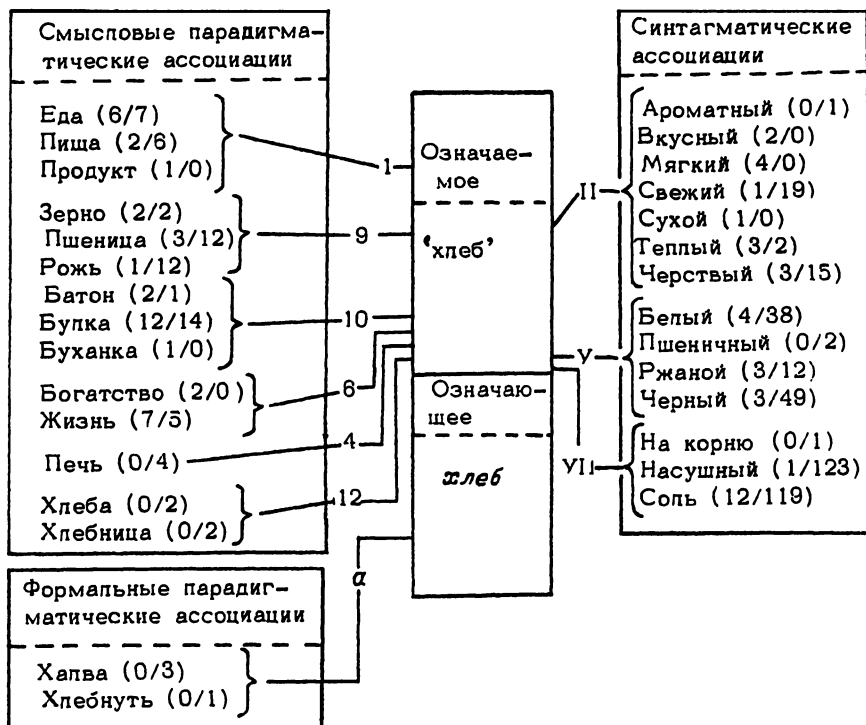 Смысловые парадигма-
тические ассоциации
Еда (6/7)
Пища (2/6)
Продукт (1/0)
1
Зерно (2/2)
Пшеница (3/12)
Рожь (1/12)
9
Батон (2/1)
Булка (12/14)
Буханка (1/0)
10
Богатство (2/0)
Жизнь (7/5)
6
Печь (0/4)
4
Хлеба (0/2)
Хлебница (0/2)
12
Формальные парадиг-
матические ассоциации
Халва (0/3)
Хлебнуть (0/1)
а
Означае-
мое
‘хлеб’
Означаю-
щее
хлеб
Синтагматические
ассоциации
Ароматный (0/1)
Вкусный (2/0)
Мягкий (4/0)
Свежий (1/19)
Сухой (1/0)
Теплый (3/2)
Черствый (3/15)
II
Белый (4/38)
Пшеничный (0/2)
Ржаной (3/12)
Черный (3/49)
У
На корню (0/1)
Насушный (1/123)
Соль (12/119)
УII